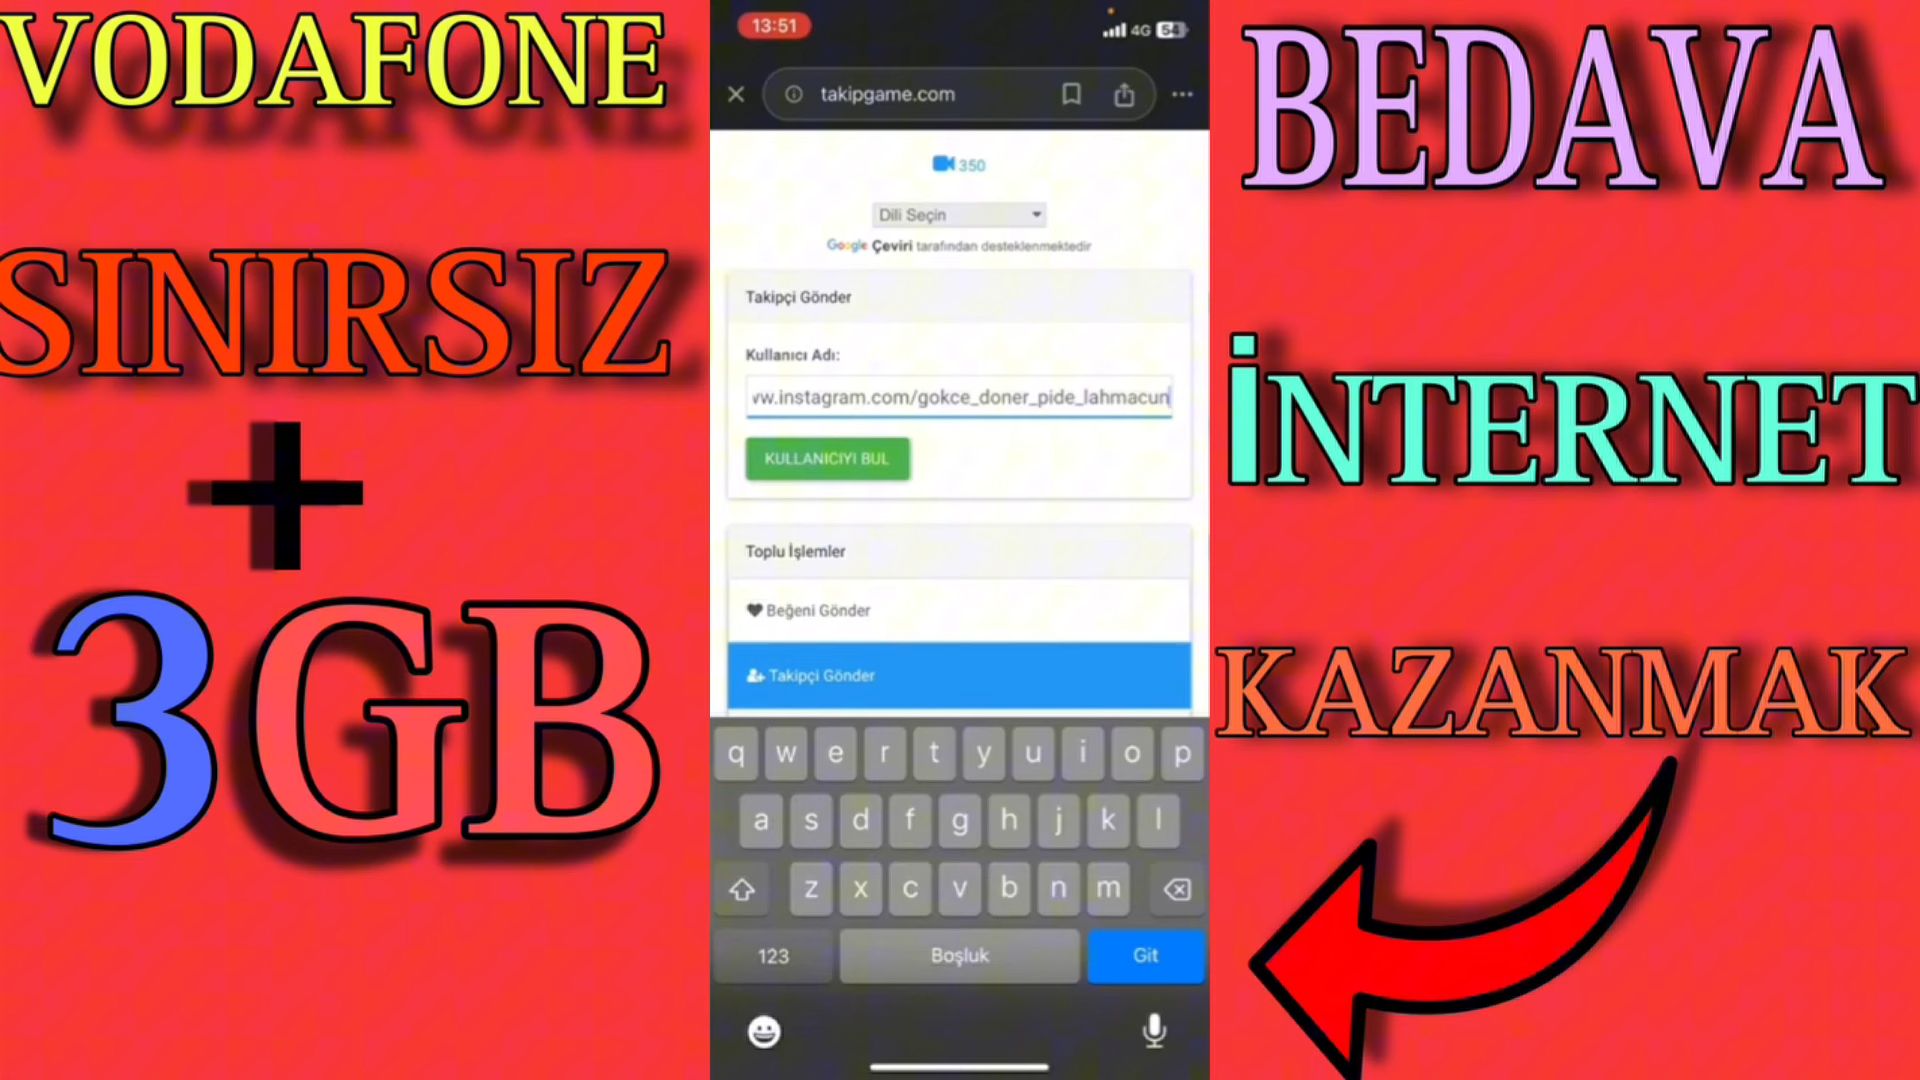 VODAFONE
SINIRSIZ
+
3GB
13:51
4G
54
takipgame.com
350
Dili Seçin
Google Çeviri tarafından desteklenmektedir
Takipçi Gönder
Kullanıcı Adı:
w.instagram.com/gokce_doner_pide_lahmacun
KULLANICIYI BUL
Toplu İşlemler
Beğeni Gönder
Takipçi Gönder
q w e r t y u i o p
a s d f g h j k l
z x c v b n m
123 Boşluk Git
BEDAVA
İNTERNET
KAZANMAK